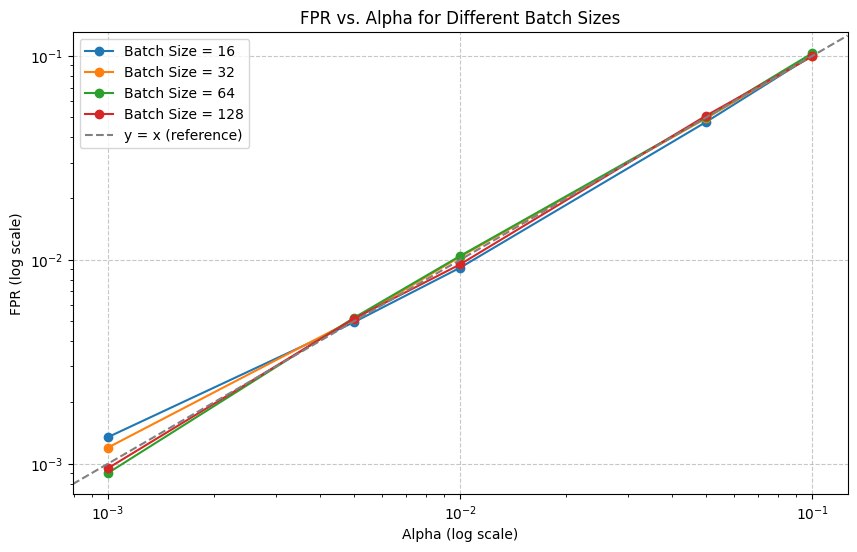 FPR vs. Alpha for Different Batch Sizes
Batch Size = 16
Batch Size = 32
Batch Size = 64
Batch Size = 128
y = x (reference)
FPR (log scale)
10⁻¹
10⁻²
10⁻³
10⁻³ 10⁻² 10⁻¹
Alpha (log scale)